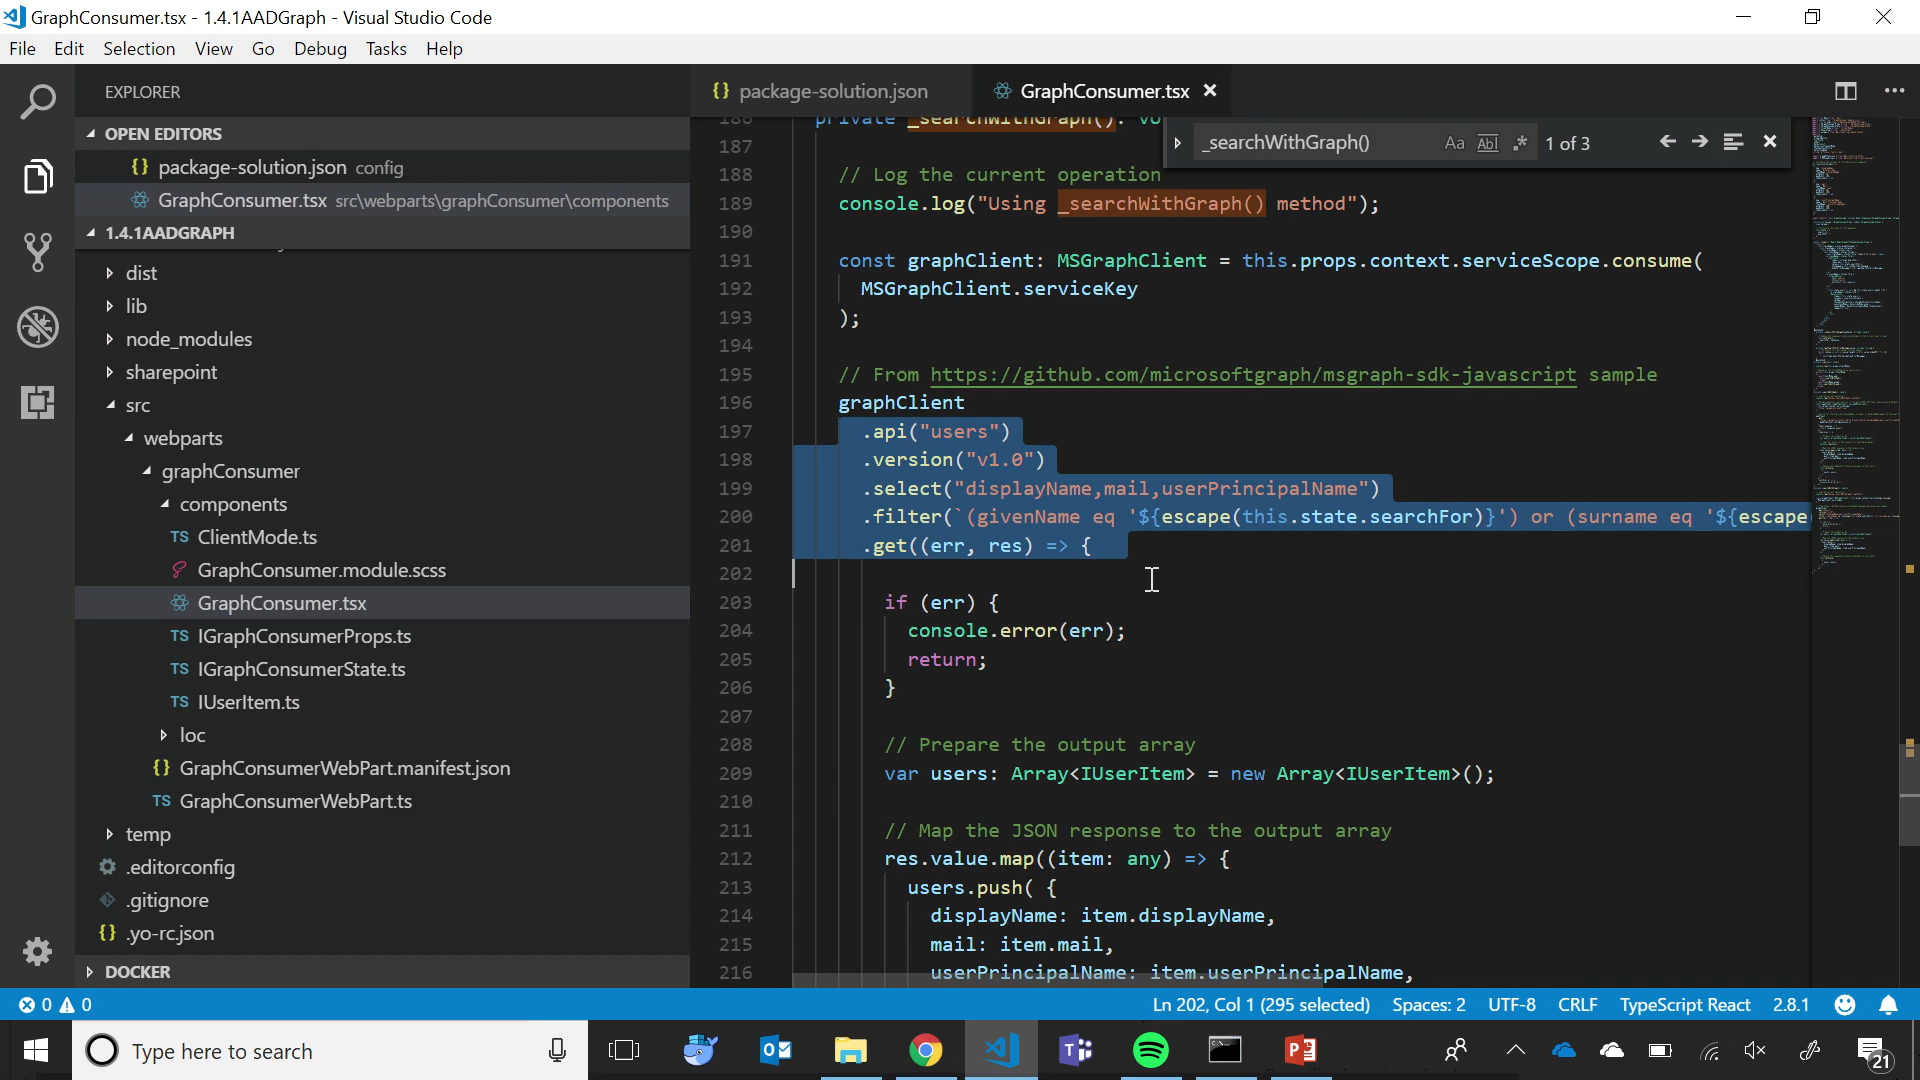 GraphConsumer.tsx - 1.4.1AADGraph - Visual Studio Code
File Edit Selection View Go Debug Tasks Help
EXPLORER
OPEN EDITORS
{} package-solution.json config
GraphConsumer.tsx src\webparts\graphConsumer\components
1.4.1AADGRAPH
dist
lib
node_modules
sharepoint
src
webparts
graphConsumer
components
TS ClientMode.ts
GraphConsumer.module.scss
GraphConsumer.tsx
TS IGraphConsumerProps.ts
TS IGraphConsumerState.ts
TS IUserItem.ts
loc
{} GraphConsumerWebPart.manifest.json
TS GraphConsumerWebPart.ts
temp
.editorconfig
.gitignore
{} .yo-rc.json
DOCKER
{} package-solution.json
GraphConsumer.tsx
_searchWithGraph() Aa Abl .* 1 of 3
186 private _searchWithGraph(): vo
187
188 // Log the current operation
189 console.log("Using _searchWithGraph() method");
190
191 const graphClient: MSGraphClient = this.props.context.serviceScope.consume(
192 MSGraphClient.serviceKey
193 );
194
195 // From https://github.com/microsoftgraph/msgraph-sdk-javascript sample
196 graphClient
197 .api("users")
198 .version("v1.0")
199 .select("displayName,mail,userPrincipalName")
200 .filter(`(givenName eq '${escape(this.state.searchFor)}') or (surname eq '${escape(
201 .get((err, res) => {
202
203 if (err) {
204 console.error(err);
205 return;
206 }
207
208 // Prepare the output array
209 var users: Array<IUserItem> = new Array<IUserItem>();
210
211 // Map the JSON response to the output array
212 res.value.map((item: any) => {
213 users.push( {
214 displayName: item.displayName,
215 mail: item.mail,
216 userPrincipalName: item.userPrincipalName,
0 0 Ln 202, Col 1 (295 selected) Spaces: 2 UTF-8 CRLF TypeScript React 2.8.1
Type here to search
21